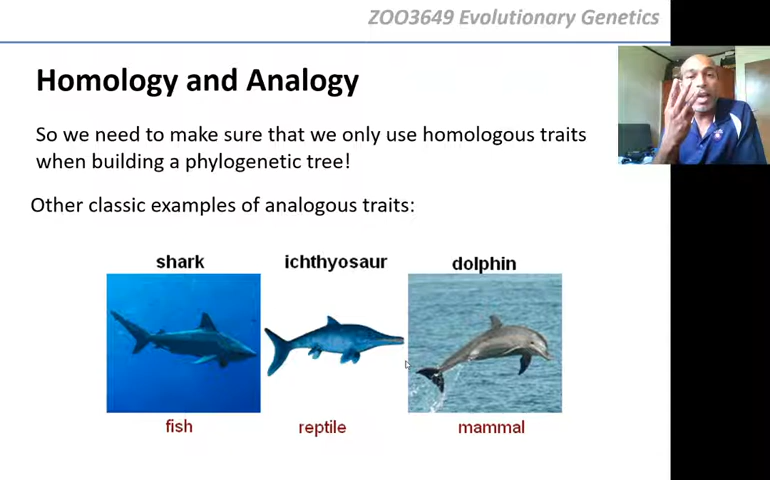 ZOO3649 Evolutionary Genetics
Homology and Analogy
So we need to make sure that we only use homologous traits
when building a phylogenetic tree!
Other classic examples of analogous traits:
shark ichthyosaur dolphin
fish reptile mammal